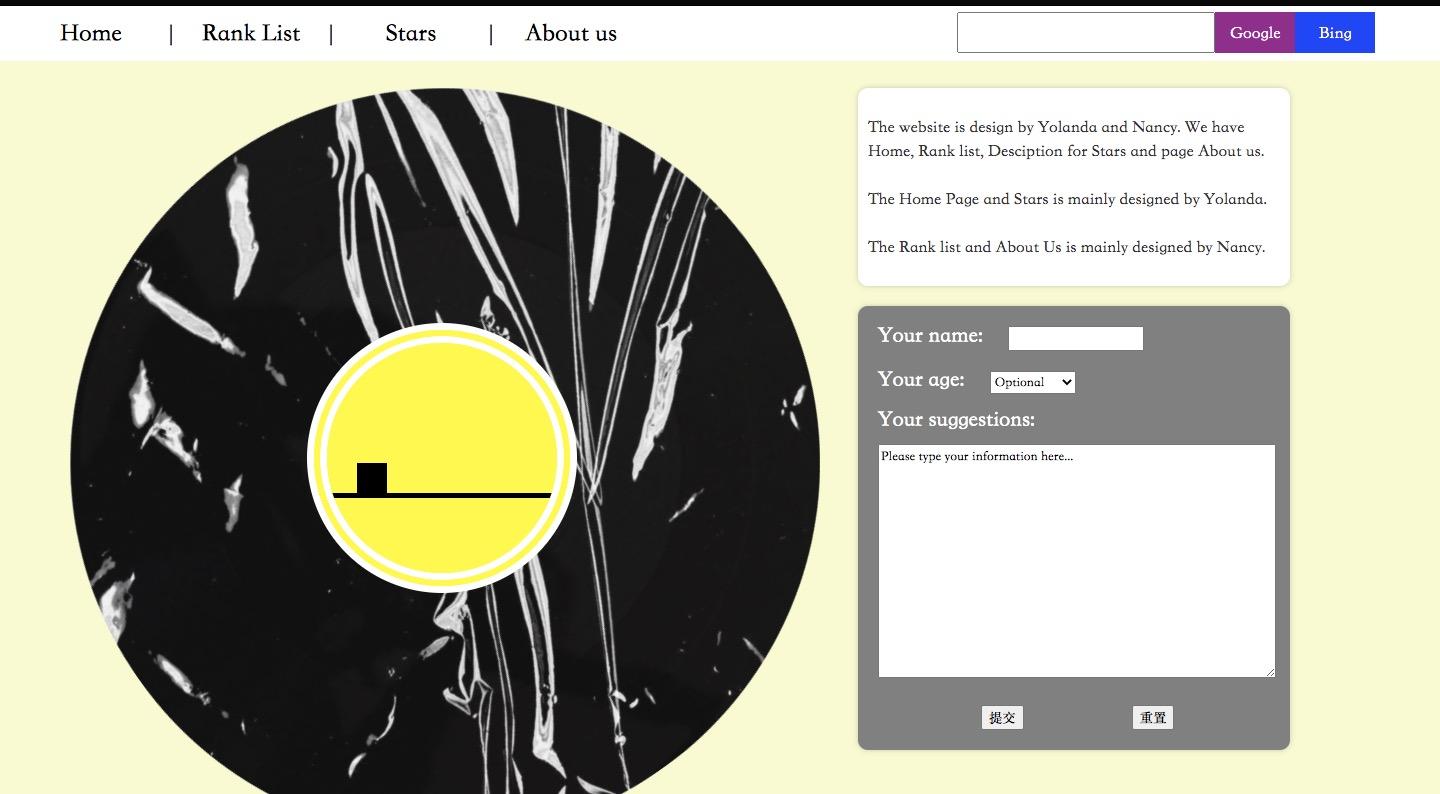 Home | Rank List | Stars | About us Google Bing
The website is design by Yolanda and Nancy. We have
Home, Rank list, Desciption for Stars and page About us.
The Home Page and Stars is mainly designed by Yolanda.
The Rank list and About Us is mainly designed by Nancy.
Your name:
Your age: Optional
Your suggestions:
Please type your information here...
提交 重置